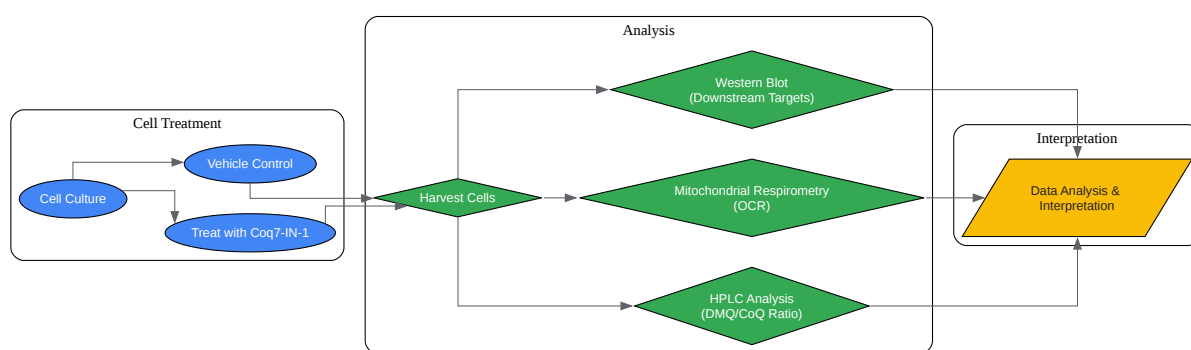 Cell Treatment
Cell Culture
Vehicle Control
Treat with Coq7-IN-1
Analysis
Harvest Cells
Western Blot
(Downstream Targets)
Mitochondrial Respirometry
(OCR)
HPLC Analysis
(DMQ/CoQ Ratio)
Interpretation
Data Analysis &
Interpretation